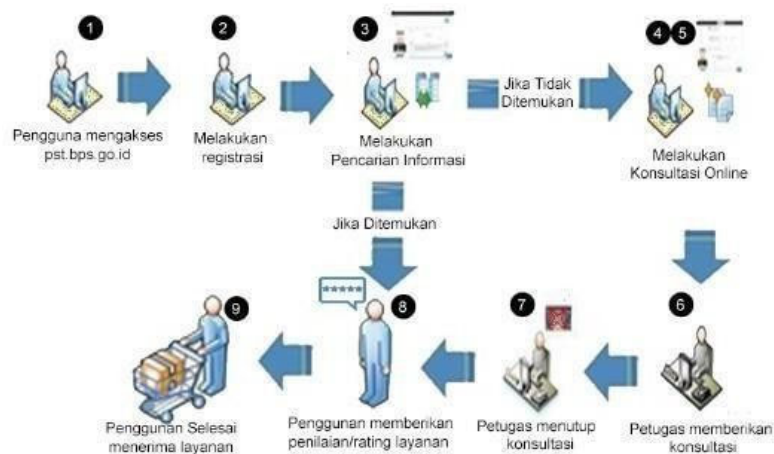 1
Pengguna mengakses
pst.bps.go.id
2
Melakukan
registrasi
3
Melakukan
Pencarian Informasi
Jika Tidak
Ditemukan
4 5
Melakukan
Konsultasi Online
Jika Ditemukan
6
Petugas memberikan
konsultasi
7
Petugas menutup
konsultasi
*****
8
Penggunan memberikan
penilaian/rating layanan
9
Penggunan Selesai
menerima layanan